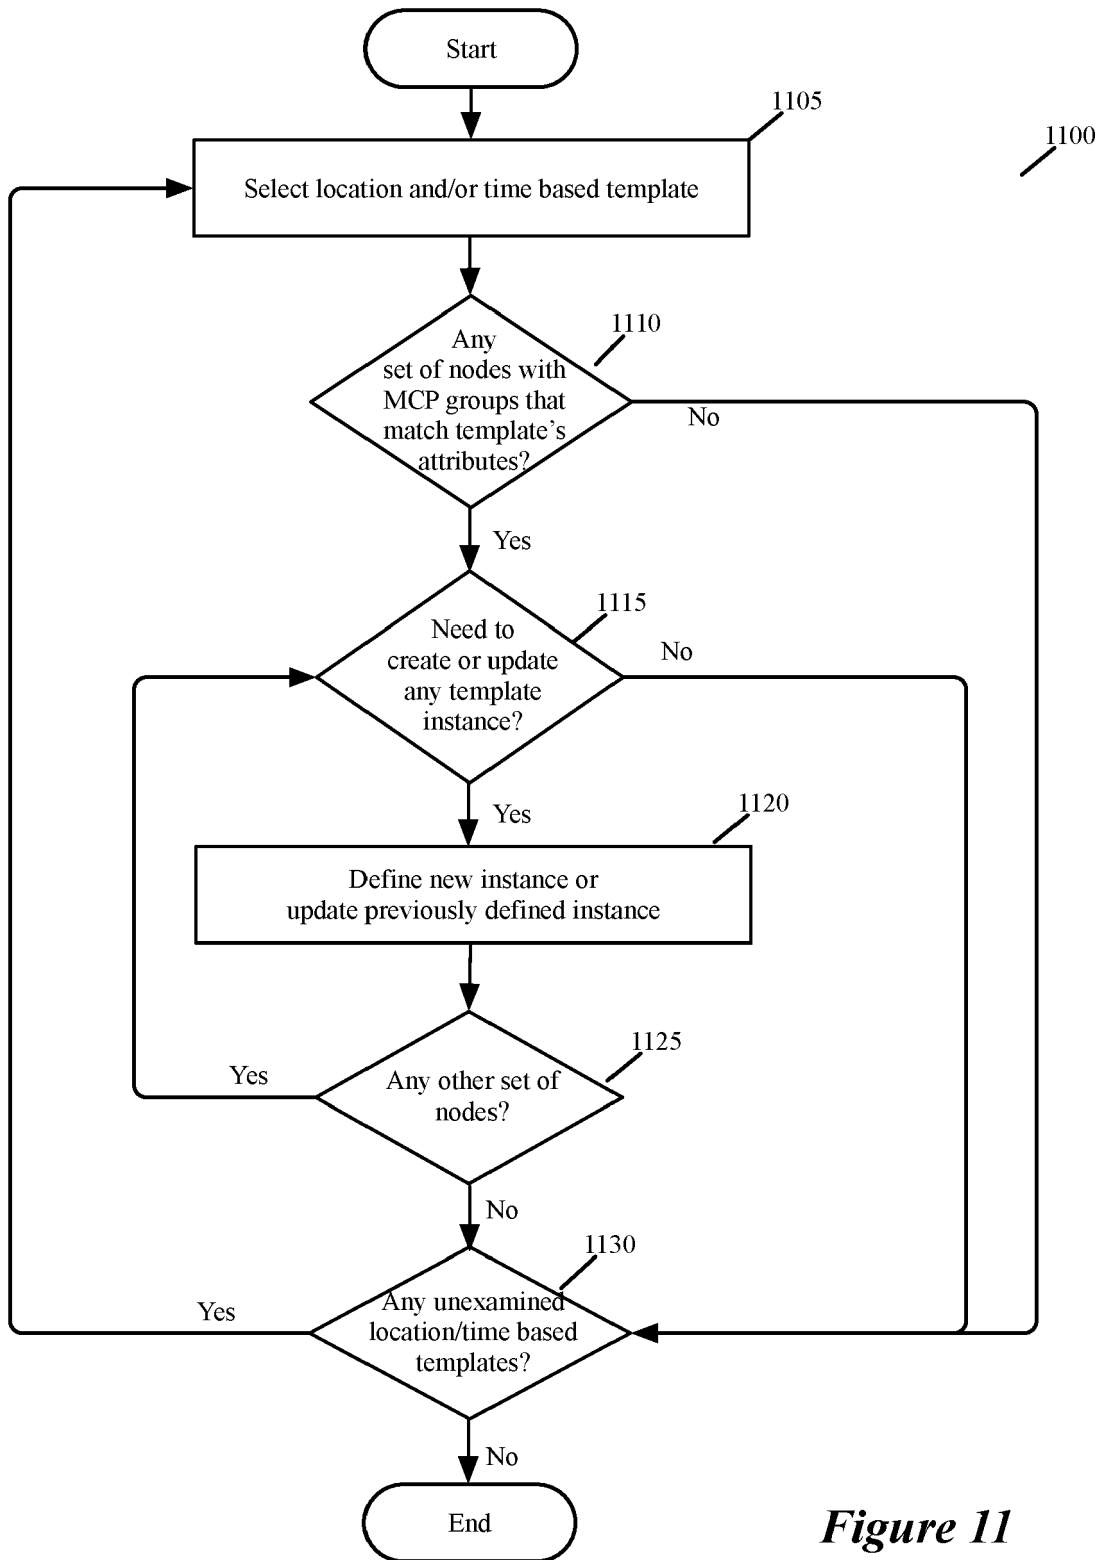 Start
1105
1100
Select location and/or time based template
1110
Any
set of nodes with
MCP groups that
match template's
attributes?
No
Yes
1115
Need to
create or update
any template
instance?
No
Yes
1120
Define new instance or
update previously defined instance
1125
Any other set of
nodes?
Yes
No
1130
Any unexamined
location/time based
templates?
Yes
No
End
Figure 11